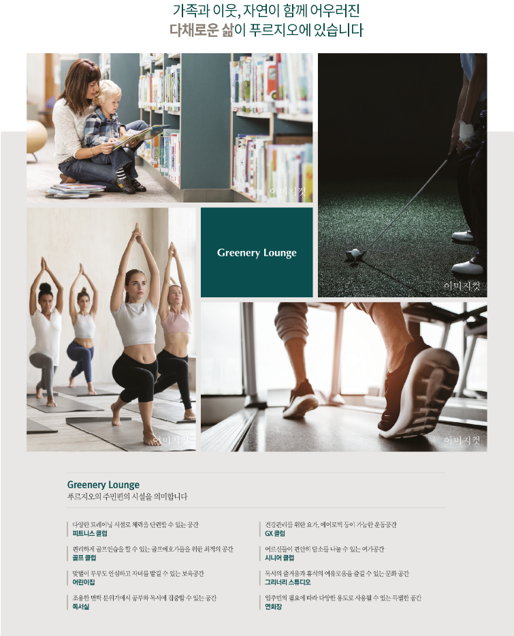 가족과 이웃, 자연이 함께 어우러진
다채로운 삶이 푸르지오에 있습니다
이미지컷
이미지컷
Greenery Lounge
이미지컷
이미지컷
Greenery Lounge
푸르지오의 주민편의 시설을 의미합니다
다양한 트레이닝 시설로 체력을 단련할 수 있는 공간
피트니스 클럽
편리하게 골프연습을 할 수 있는 골프애호가들을 위한 최적의 공간
골프 클럽
맞벌이 부부도 안심하고 자녀를 맡길 수 있는 보육공간
어린이집
조용한 면학 분위기에서 공부와 독서에 집중할 수 있는 공간
독서실
건강관리를 위한 요가, 에어로빅 등이 가능한 운동공간
GX 클럽
어르신들이 편안히 담소를 나눌 수 있는 여가공간
시니어 클럽
독서의 즐거움과 휴식의 여유로움을 즐길 수 있는 문화 공간
그리너리 스튜디오
입주민의 필요에 따라 다양한 용도로 사용될 수 있는 특별한 공간
연회장